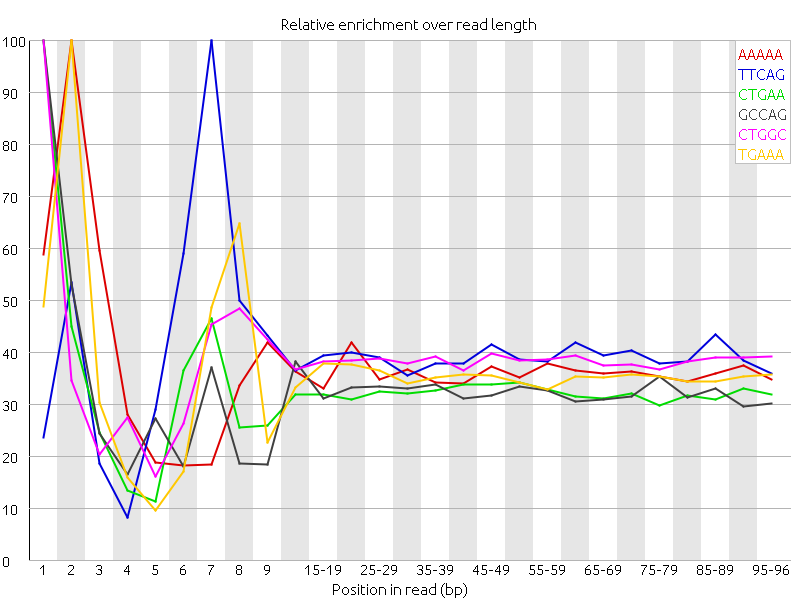 Relative enrichment over read length
100
90
80
70
60
50
40
30
20
10
0
AAAAA
TTCAG
CTGAA
GCCAG
CTGGC
TGAAA
1 2 3 4 5 6 7 8 9 15-19 25-29 35-39 45-49 55-59 65-69 75-79 85-89 95-96
Position in read (bp)